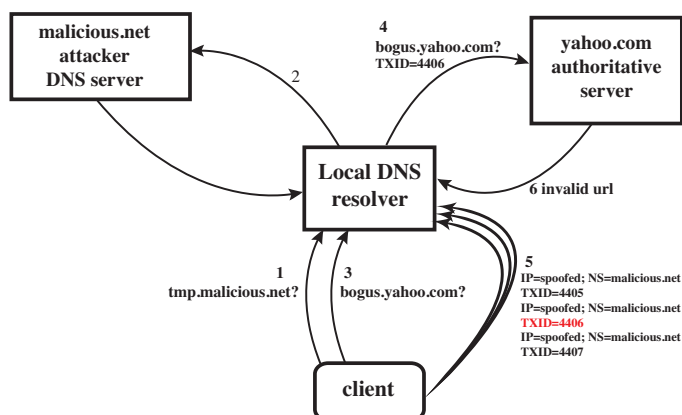 malicious.net
attacker
DNS server
2
4
bogus.yahoo.com?
TXID=4406
yahoo.com
authoritative
server
Local DNS
resolver
6 invalid url
1
tmp.malicious.net?
3
bogus.yahoo.com?
5
IP=spoofed; NS=malicious.net
TXID=4405
IP=spoofed; NS=malicious.net
TXID=4406
IP=spoofed; NS=malicious.net
TXID=4407
client